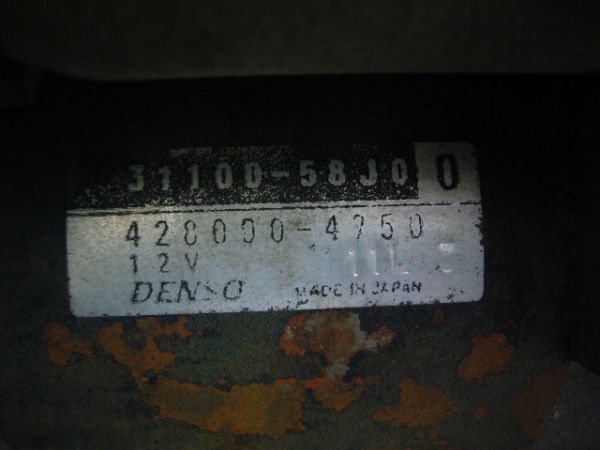 31100-58J0 0
428000-4750
12V
DENSO MADE IN JAPAN